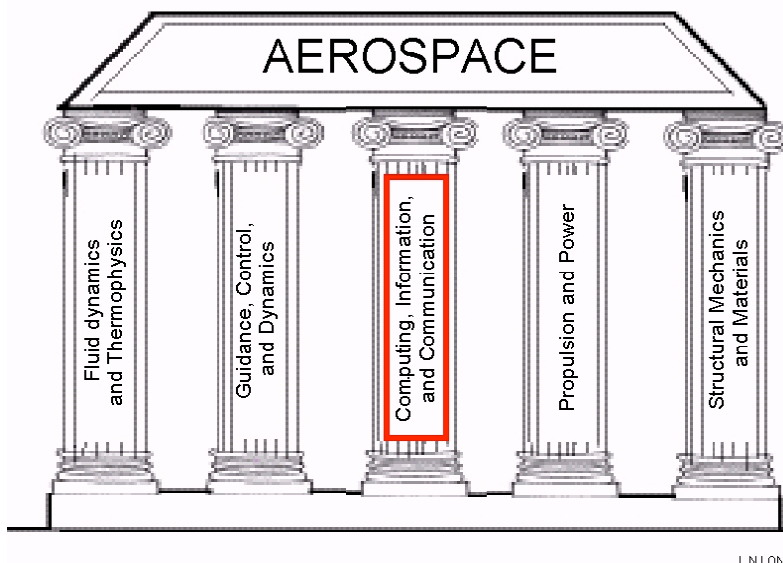 AEROSPACE
Fluid dynamics
and Thermophysics
Guidance, Control,
and Dynamics
Computing, Information,
and Communication
Propulsion and Power
Structural Mechanics
and Materials